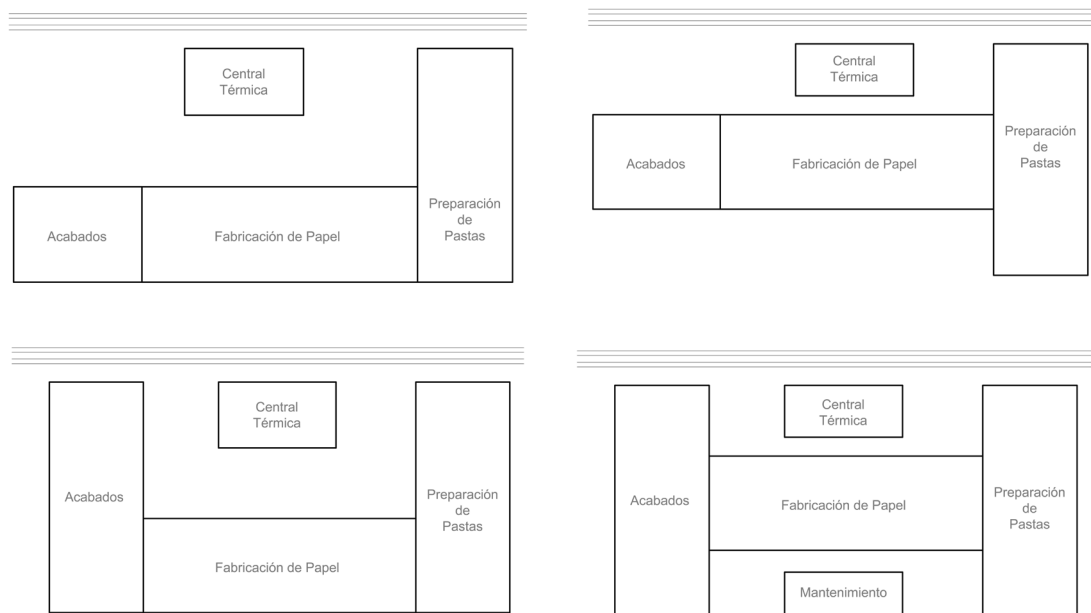 Central
Térmica
Preparación
de
Pastas
Acabados
Fabricación de Papel
Central
Térmica
Preparación
de
Pastas
Acabados
Fabricación de Papel
Central
Térmica
Acabados
Preparación
de
Pastas
Fabricación de Papel
Central
Térmica
Acabados
Fabricación de Papel
Preparación
de
Pastas
Mantenimiento